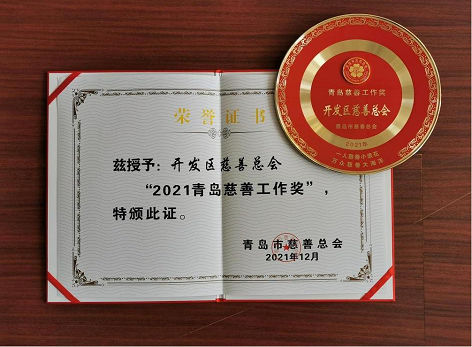 荣誉证书
兹授予：开发区慈善总会
“2021青岛慈善工作奖”，
特颁此证。
青岛市慈善总会
2021年12月
青岛慈善工作奖
开发区慈善总会
青岛市慈善总会
2021年